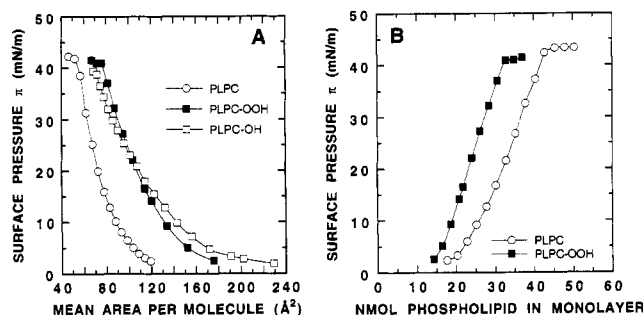 A
SURFACE PRESSURE π (mN/m)
50
40
30
20
10
0
40 80 120 160 200 240
MEAN AREA PER MOLECULE (Å²)
PLPC
PLPC-OOH
PLPC-OH
B
SURFACE PRESSURE π (mN/m)
50
40
30
20
10
0
0 10 20 30 40 50 60
NMOL PHOSPHOLIPID IN MONOLAYER
PLPC
PLPC-OOH